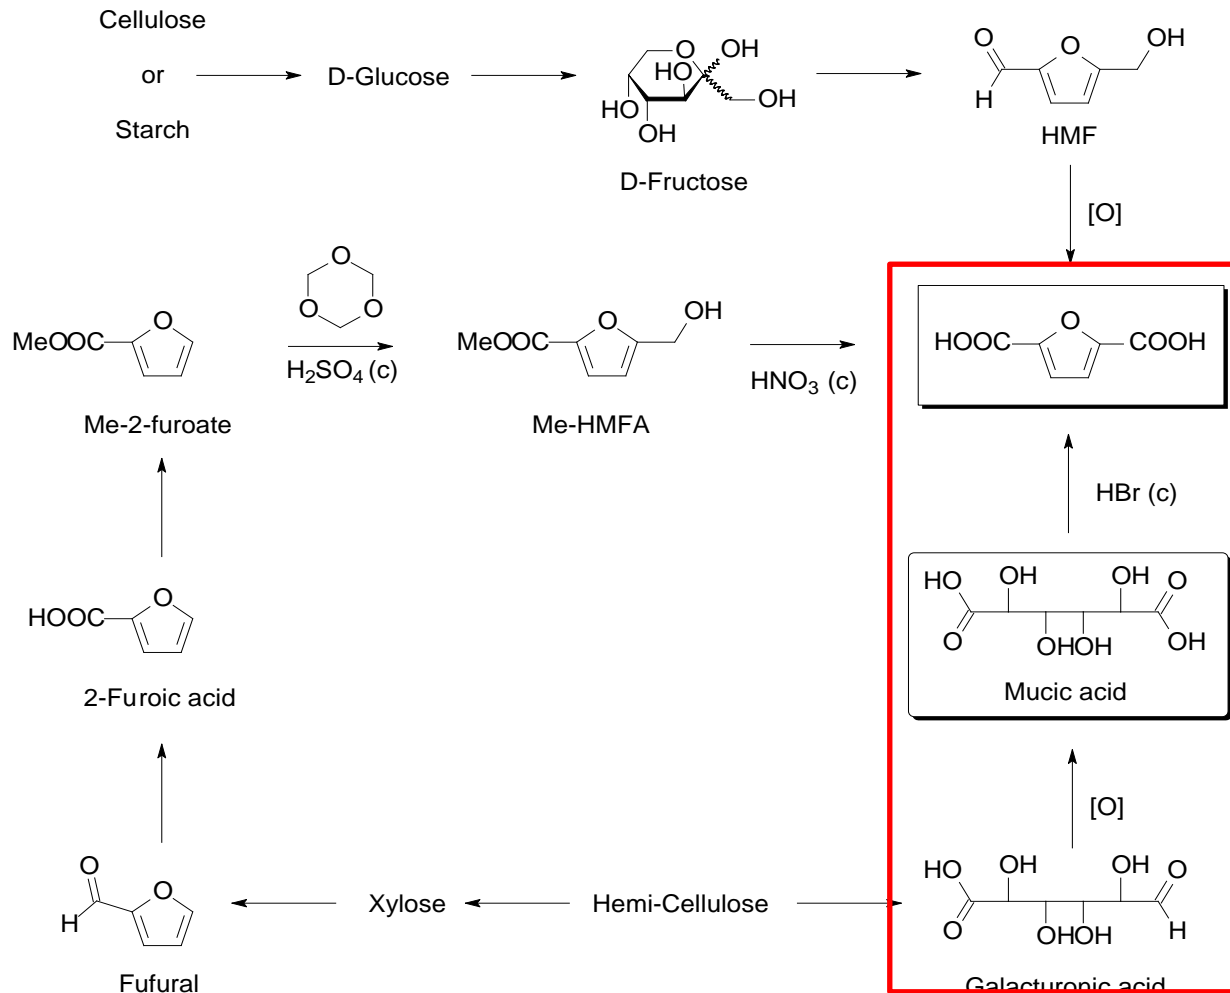 Cellulose
or
Starch
D-Glucose
O
OH
HO
OH
HO
OH
D-Fructose
O
H
O
OH
HMF
[O]
MeOOC
O
Me-2-furoate
O
O
O
H2SO4 (c)
MeOOC
O
OH
Me-HMFA
HNO3 (c)
HOOC
O
COOH
HBr (c)
HO
O
OH
OHOH
OH
O
OH
Mucic acid
[O]
HO
O
OH
OHOH
OH
O
H
Galacturonic acid
HOOC
O
2-Furoic acid
O
H
O
Fufural
Xylose
Hemi-Cellulose